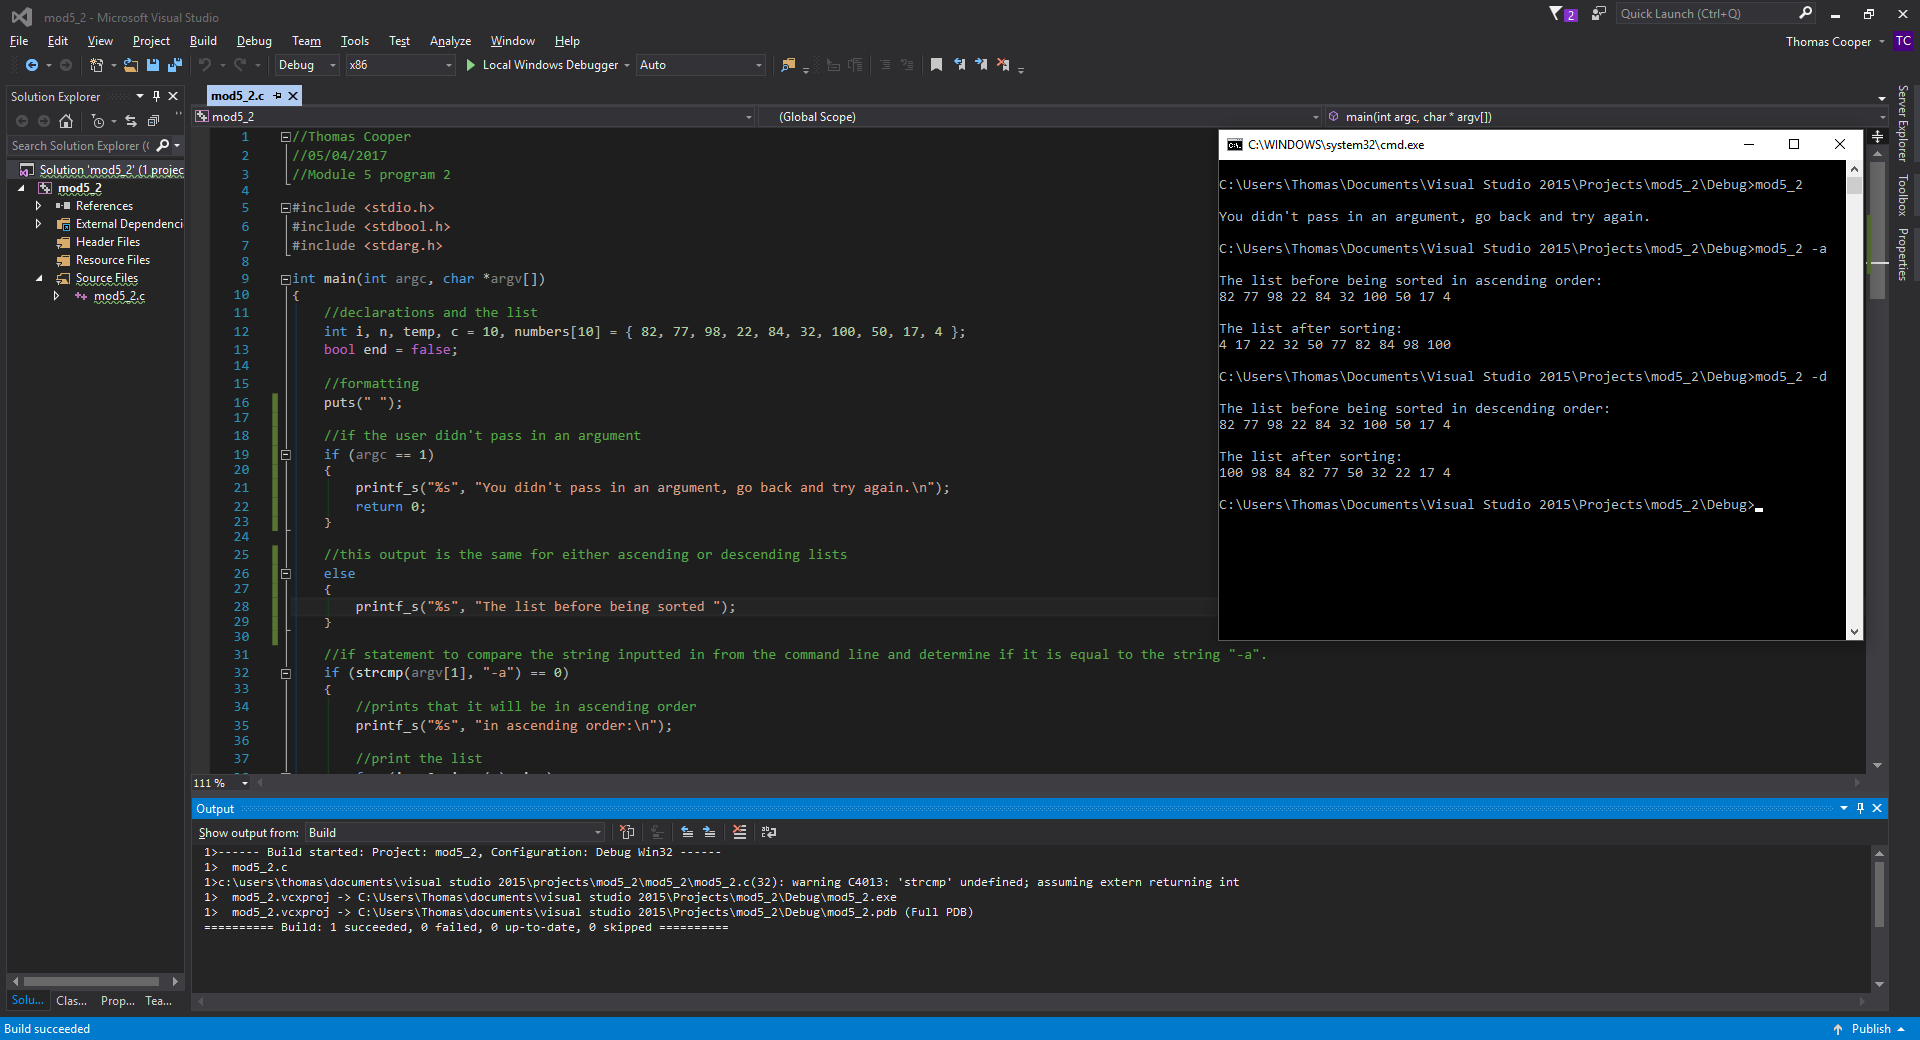 mod5_2 - Microsoft Visual Studio
2
Quick Launch (Ctrl+Q)
File Edit View Project Build Debug Team Tools Test Analyze Window Help
Thomas Cooper
TC
Debug x86 Local Windows Debugger Auto
Solution Explorer
Search Solution Explorer (
Solution 'mod5_2' (1 projec
mod5_2
References
External Dependenci
Header Files
Resource Files
Source Files
mod5_2.c
Solu... Clas... Prop... Tea...
mod5_2.c
mod5_2 (Global Scope) main(int argc, char * argv[])
1 //Thomas Cooper
2 //05/04/2017
3 //Module 5 program 2
4
5 #include <stdio.h>
6 #include <stdbool.h>
7 #include <stdarg.h>
8
9 int main(int argc, char *argv[])
10 {
11 //declarations and the list
12 int i, n, temp, c = 10, numbers[10] = { 82, 77, 98, 22, 84, 32, 100, 50, 17, 4 };
13 bool end = false;
14
15 //formatting
16 puts(" ");
17
18 //if the user didn't pass in an argument
19 if (argc == 1)
20 {
21 printf_s("%s", "You didn't pass in an argument, go back and try again.\n");
22 return 0;
23 }
24
25 //this output is the same for either ascending or descending lists
26 else
27 {
28 printf_s("%s", "The list before being sorted ");
29 }
30
31 //if statement to compare the string inputted in from the command line and determine if it is equal to the string "-a".
32 if (strcmp(argv[1], "-a") == 0)
33 {
34 //prints that it will be in ascending order
35 printf_s("%s", "in ascending order:\n");
36
37 //print the list
111 %
C:\WINDOWS\system32\cmd.exe
C:\Users\Thomas\Documents\Visual Studio 2015\Projects\mod5_2\Debug>mod5_2
You didn't pass in an argument, go back and try again.
C:\Users\Thomas\Documents\Visual Studio 2015\Projects\mod5_2\Debug>mod5_2 -a
The list before being sorted in ascending order:
82 77 98 22 84 32 100 50 17 4
The list after sorting:
4 17 22 32 50 77 82 84 98 100
C:\Users\Thomas\Documents\Visual Studio 2015\Projects\mod5_2\Debug>mod5_2 -d
The list before being sorted in descending order:
82 77 98 22 84 32 100 50 17 4
The list after sorting:
100 98 84 82 77 50 32 22 17 4
C:\Users\Thomas\Documents\Visual Studio 2015\Projects\mod5_2\Debug>
Server Explorer
Toolbox
Properties
Output
Show output from: Build
1>------ Build started: Project: mod5_2, Configuration: Debug Win32 ------
1> mod5_2.c
1>c:\users\thomas\documents\visual studio 2015\projects\mod5_2\mod5_2\mod5_2.c(32): warning C4013: 'strcmp' undefined; assuming extern returning int
1> mod5_2.vcxproj -> C:\Users\Thomas\documents\visual studio 2015\Projects\mod5_2\Debug\mod5_2.exe
1> mod5_2.vcxproj -> C:\Users\Thomas\documents\visual studio 2015\Projects\mod5_2\Debug\mod5_2.pdb (Full PDB)
========== Build: 1 succeeded, 0 failed, 0 up-to-date, 0 skipped ==========
Build succeeded
Publish